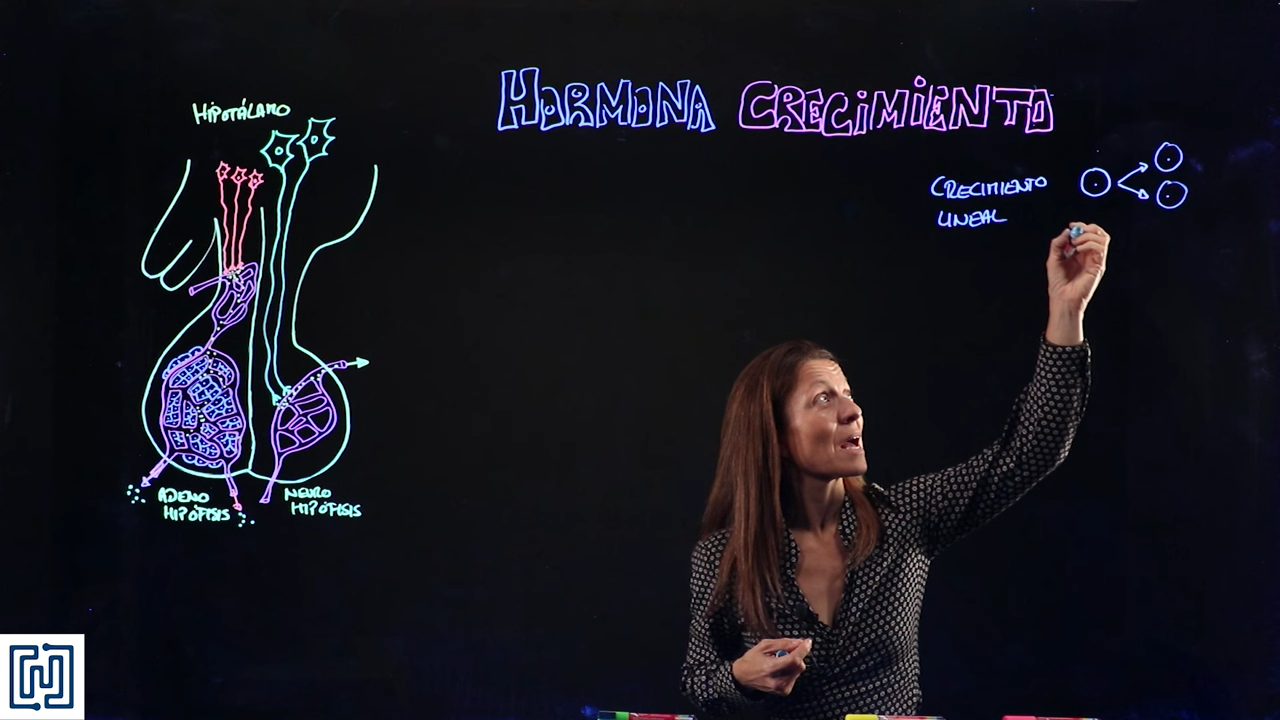 HORMONA CRECIMIENTO
HIPOTÁLAMO
CRECIMIENTO
LINEAL
ADENO
HIPÓFISIS
NEURO
HIPÓFISIS